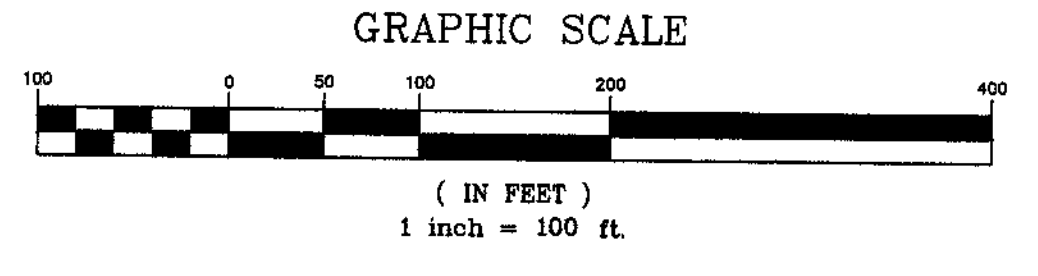 GRAPHIC SCALE
100 0 50 100 200 400
( IN FEET )
1 inch = 100 ft.